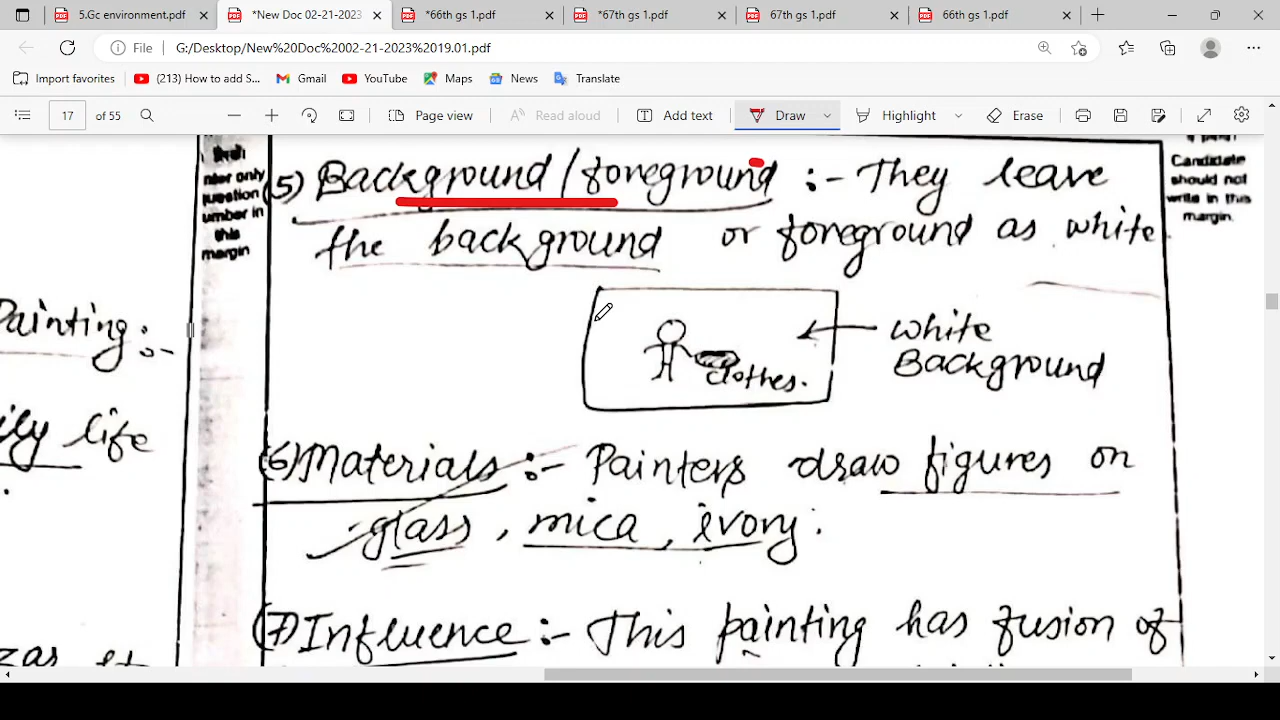 5.Gc environment.pdf
*New Doc 02-21-2023
*66th gs 1.pdf
*67th gs 1.pdf
67th gs 1.pdf
66th gs 1.pdf
File
G:/Desktop/New%20Doc%2002-21-2023%2019.01.pdf
Import favorites
(213) How to add S...
Gmail
YouTube
Maps
News
Translate
17 of 55
Page view
Read aloud
Add text
Draw
Highlight
Erase
only
in
this
margin
Painting:-
life
(5) Background/foreground :- They leave
the background or foreground as white.
clothes.
white
Background
(6) Materials :- Painters draw figures on
glass, mica, ivory.
(7) Influence :- This painting has fusion of
Candidate
should not
write in this
margin.